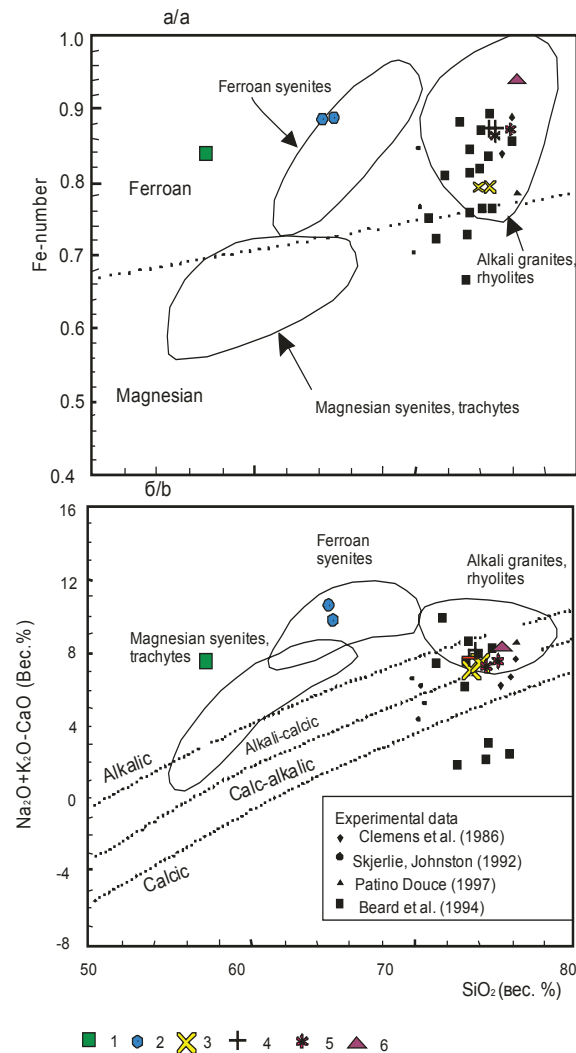 a/a
1.0
0.9
0.8
0.7
0.6
0.5
0.4
Fe-number
Ferroan syenites
Ferroan
Alkali granites,
rhyolites
Magnesian
Magnesian syenites, trachytes
б/b
16
12
8
4
0
-4
-8
Na₂O+K₂O-CaO (Вес.%)
Ferroan
syenites
Alkali granites,
rhyolites
Magnesian syenites,
trachytes
Alkalic
Alkali-calcic
Calc-alkalic
Calcic
Experimental data
Clemens et al. (1986)
Skjerlie, Johnston (1992)
Patino Douce (1997)
Beard et al. (1994)
50 60 70 80
SiO₂ (вес. %)
1 2 3 4 5 6